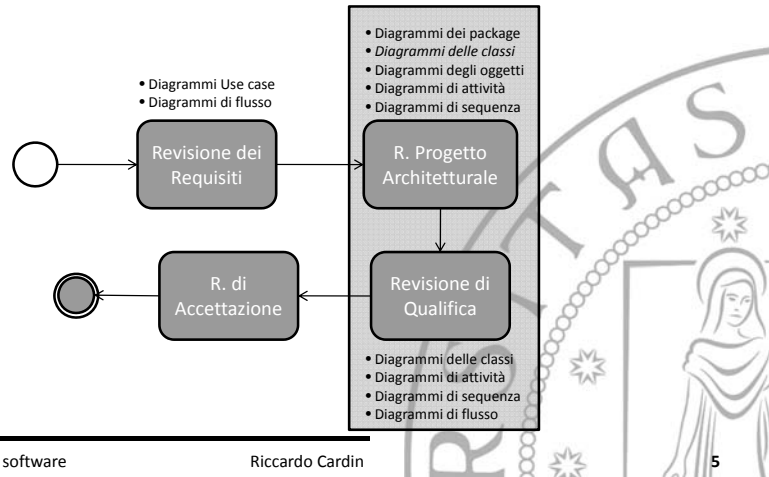 • Diagrammi dei package
• Diagrammi delle classi
• Diagrammi degli oggetti
• Diagrammi di attività
• Diagrammi di sequenza
• Diagrammi Use case
• Diagrammi di flusso
Revisione dei
Requisiti
R. Progetto
Architetturale
R. di
Accettazione
Revisione di
Qualifica
• Diagrammi delle classi
• Diagrammi di attività
• Diagrammi di sequenza
• Diagrammi di flusso
software
Riccardo Cardin
5
RSITAS